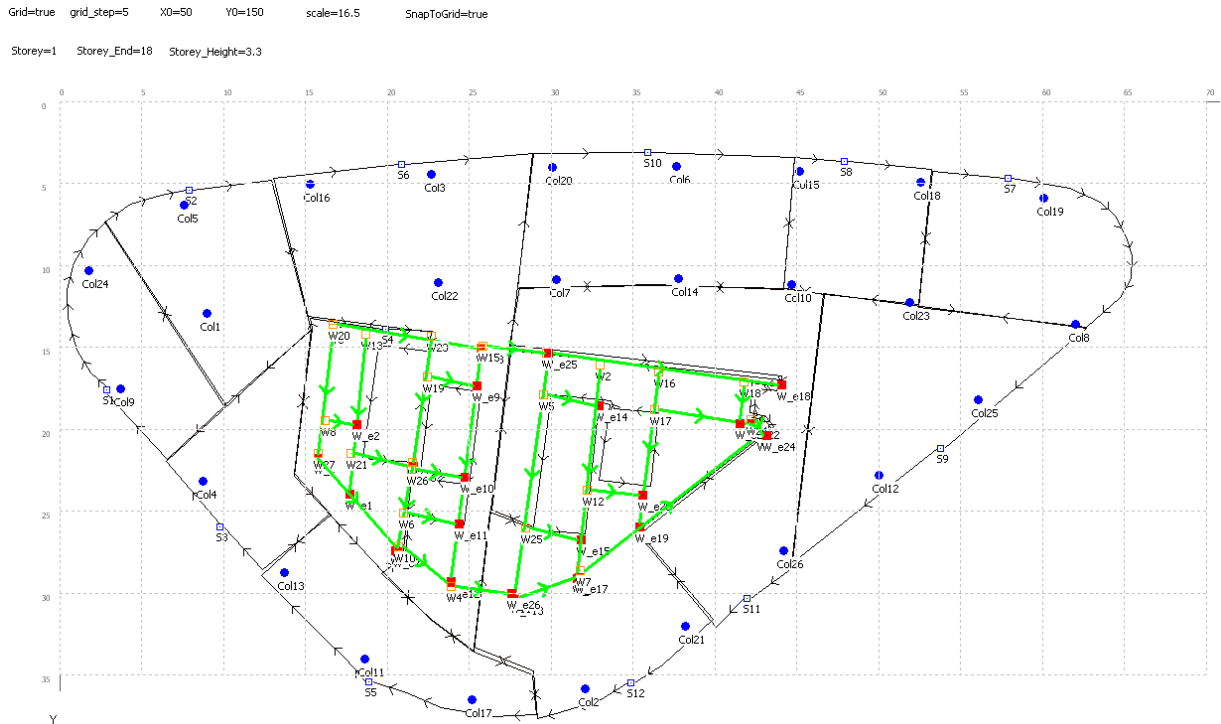 Grid=true grid_step=5 X0=50 Y0=150 scale=16.5 SnapToGrid=true
Storey=1 Storey_End=18 Storey_Height=3.3
0 5 10 15 20 25 30 35 40 45 50 55 60 65 70
0
S10
S6 Col20 Col6 S8
Col3 Col15 Col18 S7
5
S2 Col16
Col5 Col19
10
Col24 Col22 Col7 Col14 Col10
Col1 Col23
15
W20 S4 W13 W23 W15 Col8
W_e25
W2 W16
S1 Col9 W19 W_e9 W18 W_e18
W5 W_e14 W17 Col25
20
W8 W_e2 W_e24
S9
W27 W21
W26 W_e10
Col4 W12 Col12
W_e1 W_e19
25
S3 W6 W_e11 W25 W_e15
W10 Col26
Col13 W7 W_e17
30
W4 W_e26 S11
Col21
Col11
35
S5 S12
Col17 Col2
Y